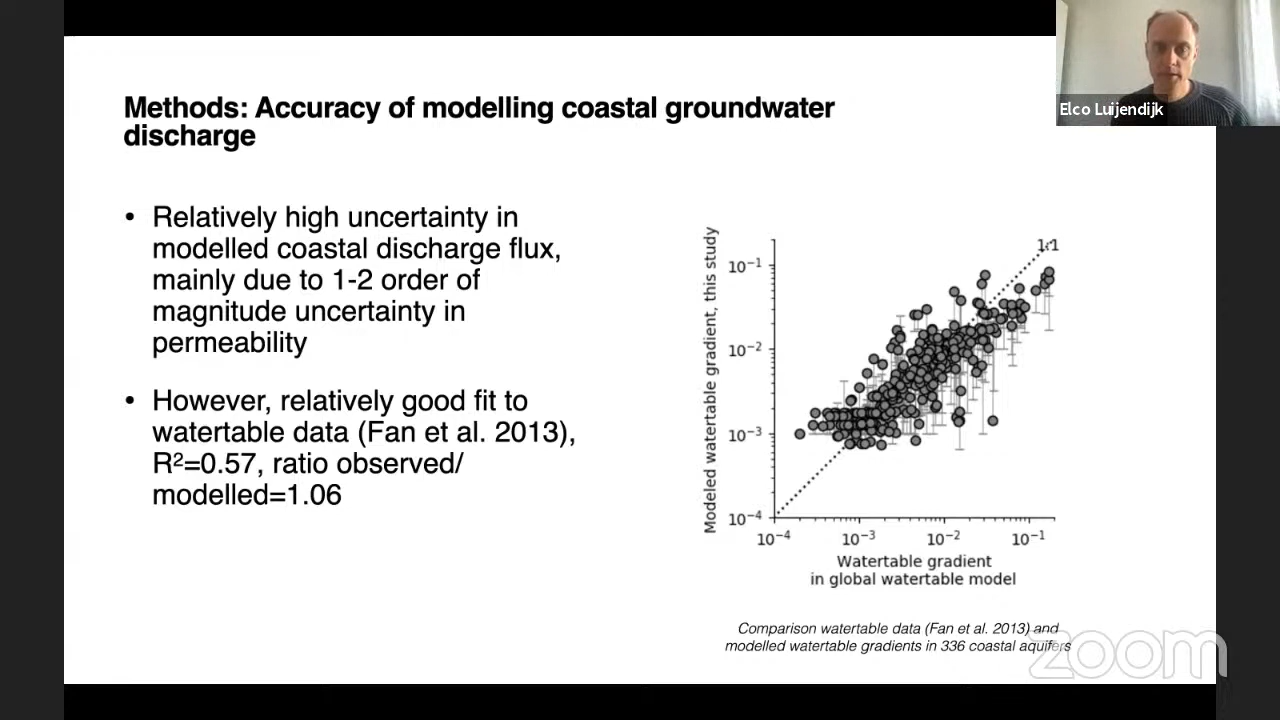 Elco Luijendijk
Methods: Accuracy of modelling coastal groundwater
discharge
• Relatively high uncertainty in
modelled coastal discharge flux,
mainly due to 1-2 order of
magnitude uncertainty in
permeability
• However, relatively good fit to
watertable data (Fan et al. 2013),
R²=0.57, ratio observed/
modelled=1.06
Modeled watertable gradient, this study
10⁻¹
10⁻²
10⁻³
10⁻⁴
1:1
10⁻⁴ 10⁻³ 10⁻² 10⁻¹
Watertable gradient
in global watertable model
Comparison watertable data (Fan et al. 2013) and
modelled watertable gradients in 336 coastal aquifers
zoom